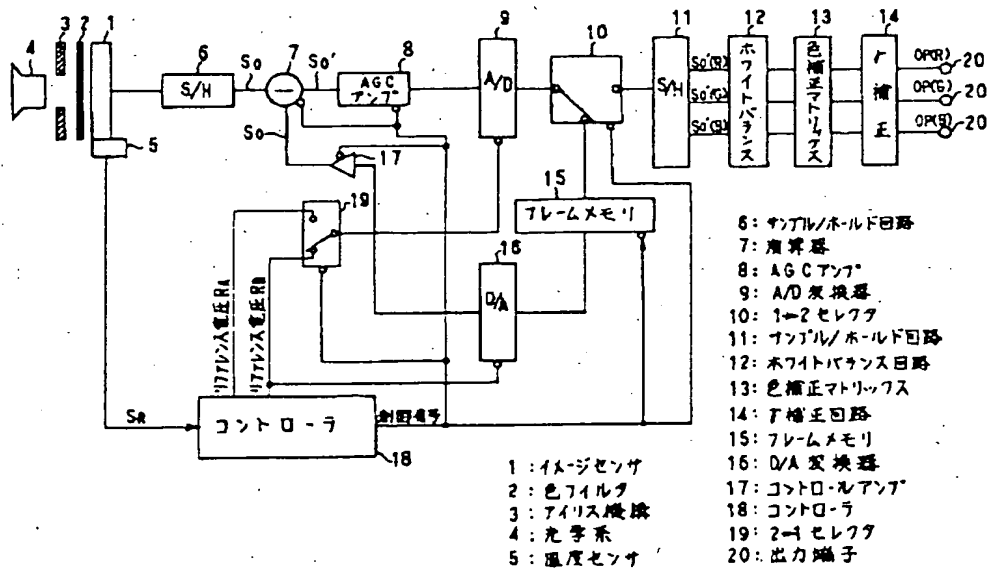 3 2 1
4
5
6
S/H
So
7
−
So'
8
AGC
アンプ
9
A/D
10
11
S/H
So'(R)
So'(G)
So'(B)
12
ホワイトバランス
13
色補正マトリックス
14
γ補正
OP(R)
OP(G)
OP(B)
20
20
20
So
17
15
フレームメモリ
19
16
D/A
リファレンス電圧RA
リファレンス電圧RB
SR
コントローラ
制御信号
18
6:サンプル/ホールド回路
7:演算器
8:AGCアンプ
9:A/D変換器
10:1→2セレクタ
11:サンプル/ホールド回路
12:ホワイトバランス回路
13:色補正マトリックス
14:γ補正回路
15:フレームメモリ
16:D/A変換器
17:コントロールアンプ
18:コントローラ
19:2→1セレクタ
20:出力端子
1:イメージセンサ
2:色フィルタ
3:アイリス機構
4:光学系
5:温度センサ